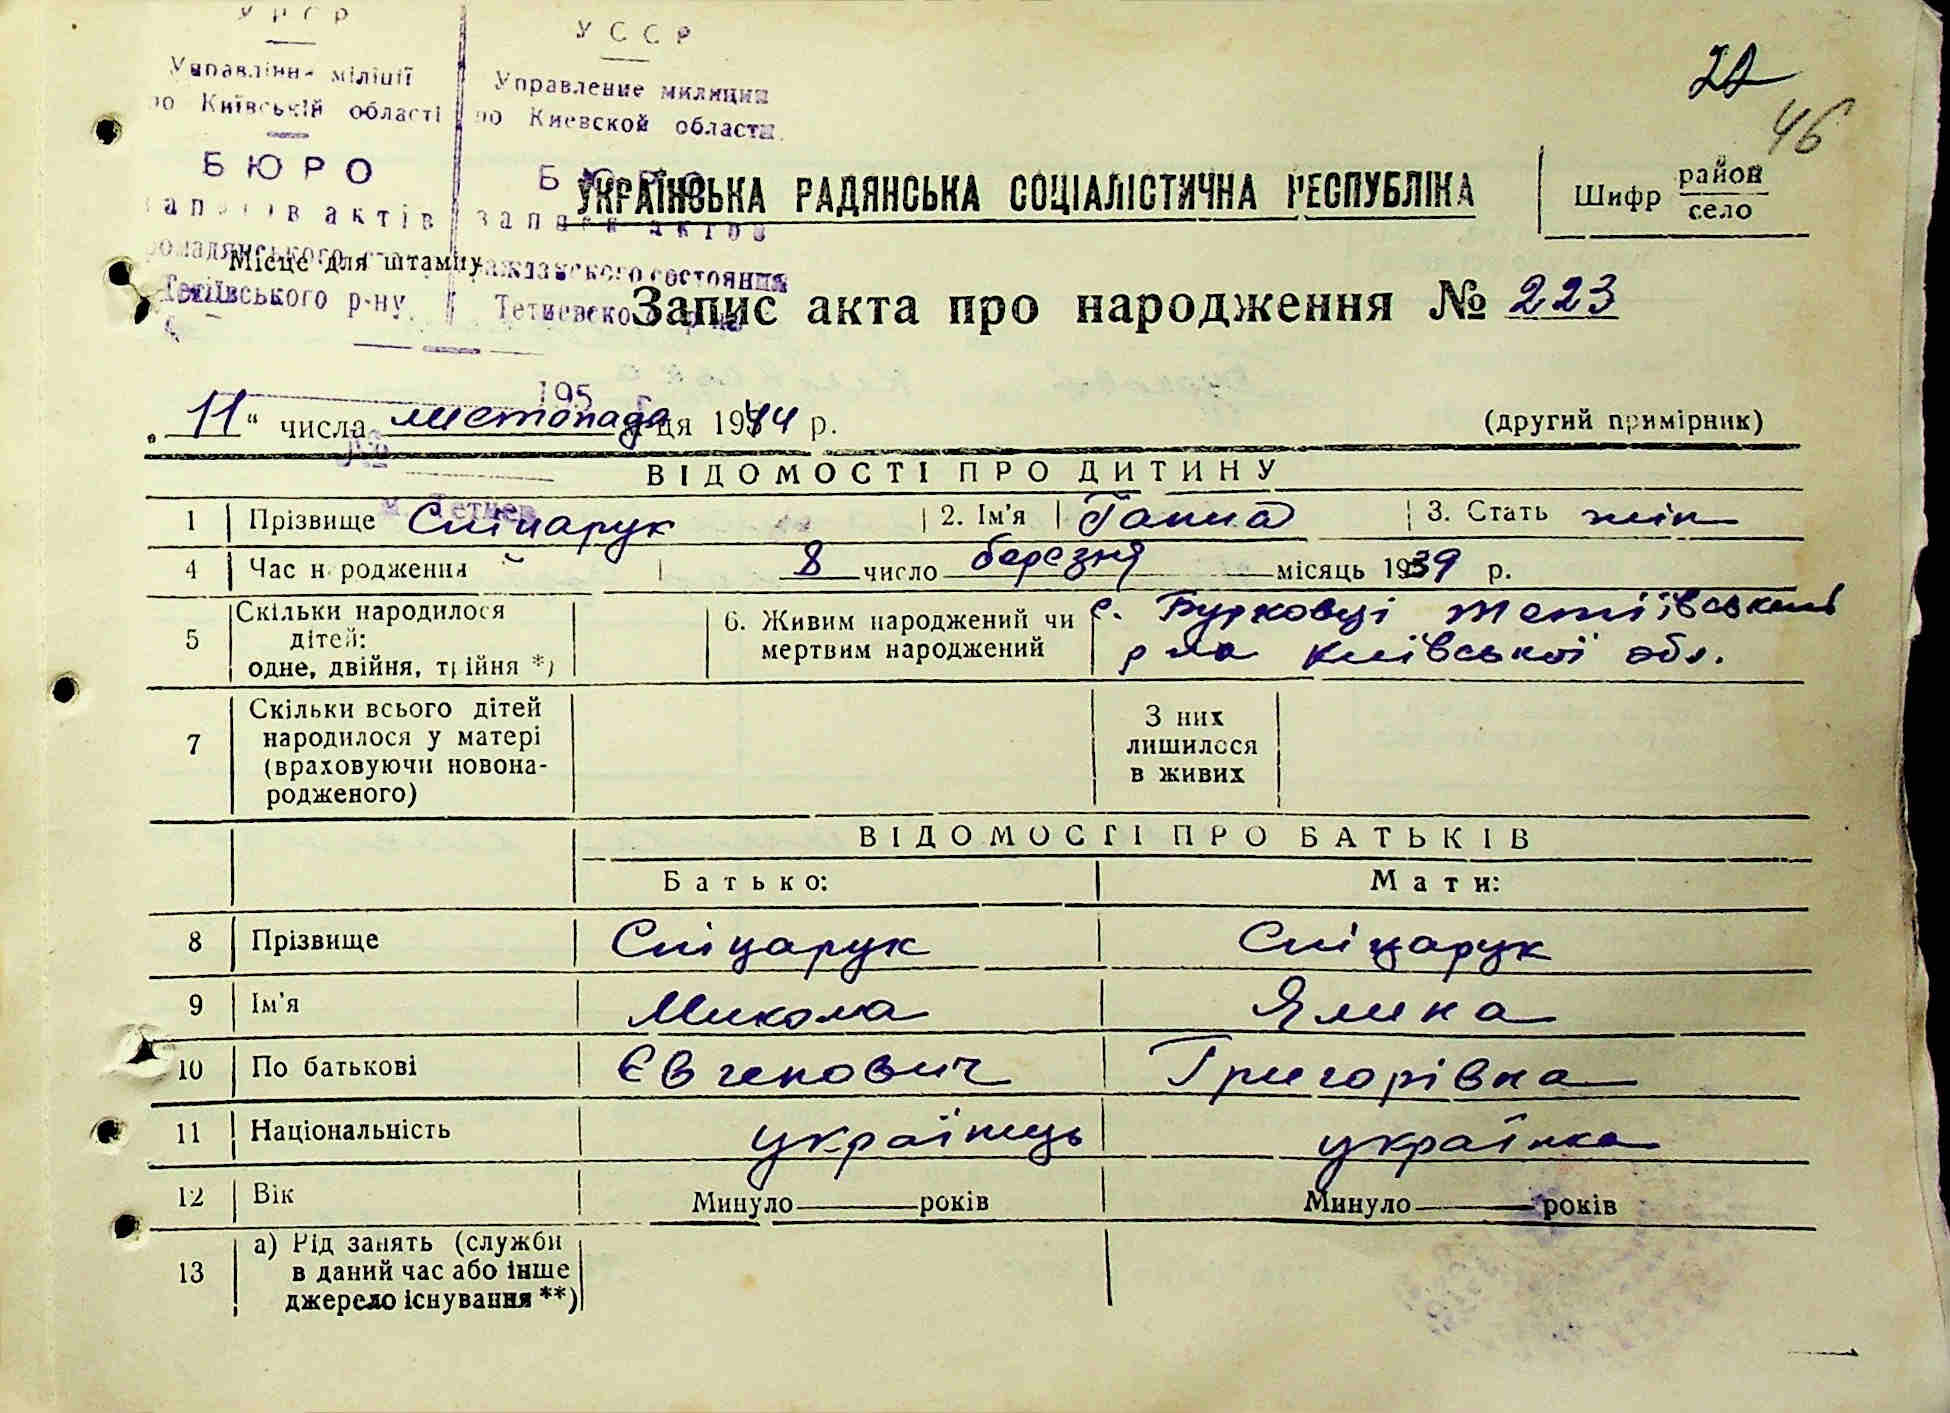 УРСР
УССР
Управління міліції
Управление милиции
по Київській області
по Киевской области
22
46
БЮРО
БЮРО
УКРАЇНСЬКА РАДЯНСЬКА СОЦІАЛІСТИЧНА РЕСПУБЛІКА
Шифр район
село
записів актів
записи актов
громадянського
гражданского состояния
Місце для штампу
Тетіївського р-ну
Тетиевского р-на
Запис акта про народження № 223
195 г.
„11“ числа листопада м-ця 1944 р.
(другий примірник)
№
ВІДОМОСТІ ПРО ДИТИНУ
м. Тетиев
1 Прізвище Сліцарук 2. Ім'я Ганна 3. Стать жін
4 Час народження 8 число березня місяць 1939 р.
5 Скільки народилося дітей: одне, двійня, трійня *)
6. Живим народжений чи мертвим народжений
с. Бурковці Тетіївський
р-на Київської обл.
7 Скільки всього дітей народилося у матері (враховуючи новонародженого)
З них лишилося в живих
ВІДОМОСТІ ПРО БАТЬКІВ
Батько: Мати:
8 Прізвище Сліцарук Сліцарук
9 Ім'я Микола Ялина
10 По батькові Євгенович Григорівна
11 Національність українець українка
12 Вік Минуло років Минуло років
13 а) Рід занять (служби
в даний час або інше
джерело існування **)